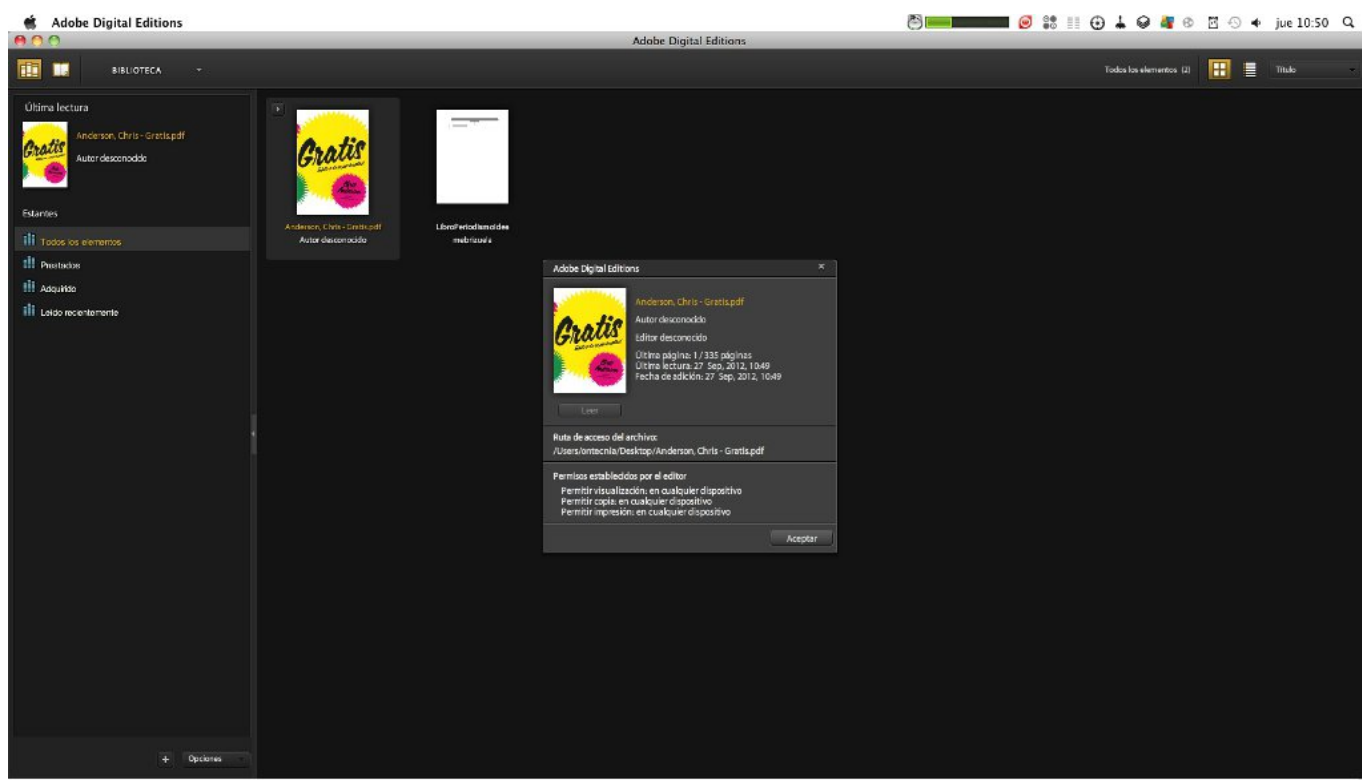 Adobe Digital Editions
jue 10:50
Adobe Digital Editions
BIBLIOTECA
Todos los elementos (2)
Título
Última lectura
Gratis
Anderson, Chris - Gratis.pdf
Autor desconocido
Estantes
Todos los elementos
Prestados
Adquirido
Leído recientemente
Gratis
Anderson, Chris - Gratis.pdf
Autor desconocido
LibroPeriodismoIdea
mebrizuela
Adobe Digital Editions
Gratis
Anderson, Chris - Gratis.pdf
Autor desconocido
Editor desconocido
Última página: 1 / 335 páginas
Última lectura: 27 Sep, 2012, 10:49
Fecha de adición: 27 Sep, 2012, 10:49
Leer
Ruta de acceso del archivo:
/Users/ontecnia/Desktop/Anderson, Chris - Gratis.pdf
Permisos establecidos por el editor
Permitir visualización: en cualquier dispositivo
Permitir copia: en cualquier dispositivo
Permitir impresión: en cualquier dispositivo
Aceptar
Opciones